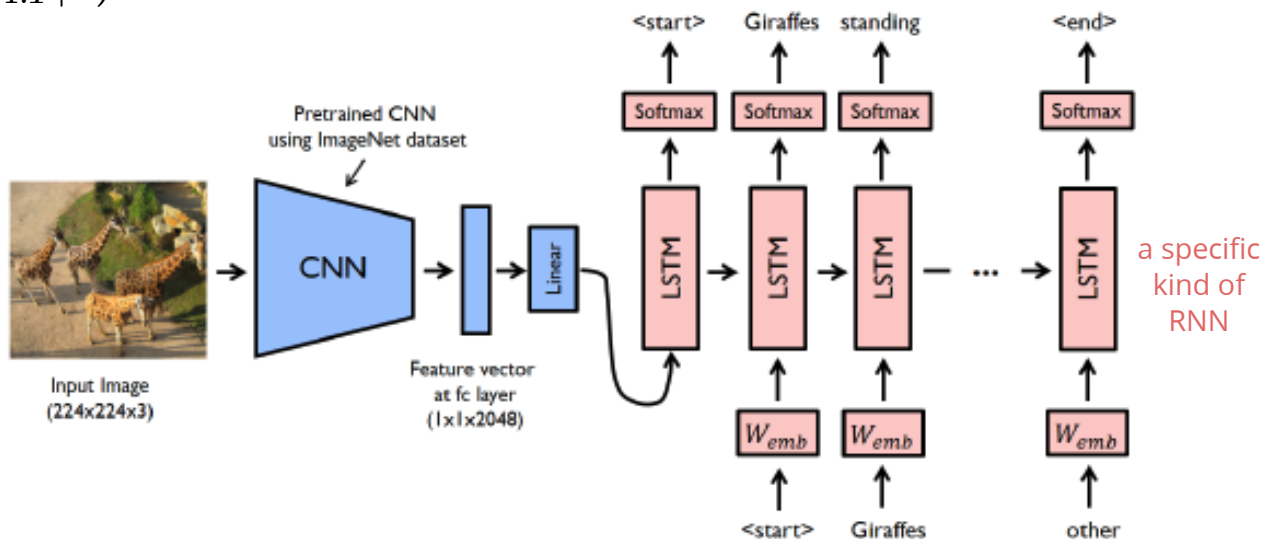 <start> Giraffes standing <end>
Softmax Softmax Softmax Softmax
Pretrained CNN
using ImageNet dataset
CNN
Linear
LSTM LSTM LSTM ... LSTM
a specific
kind of
RNN
Input Image
(224x224x3)
Feature vector
at fc layer
(1x1x2048)
W_emb W_emb W_emb
<start> Giraffes other